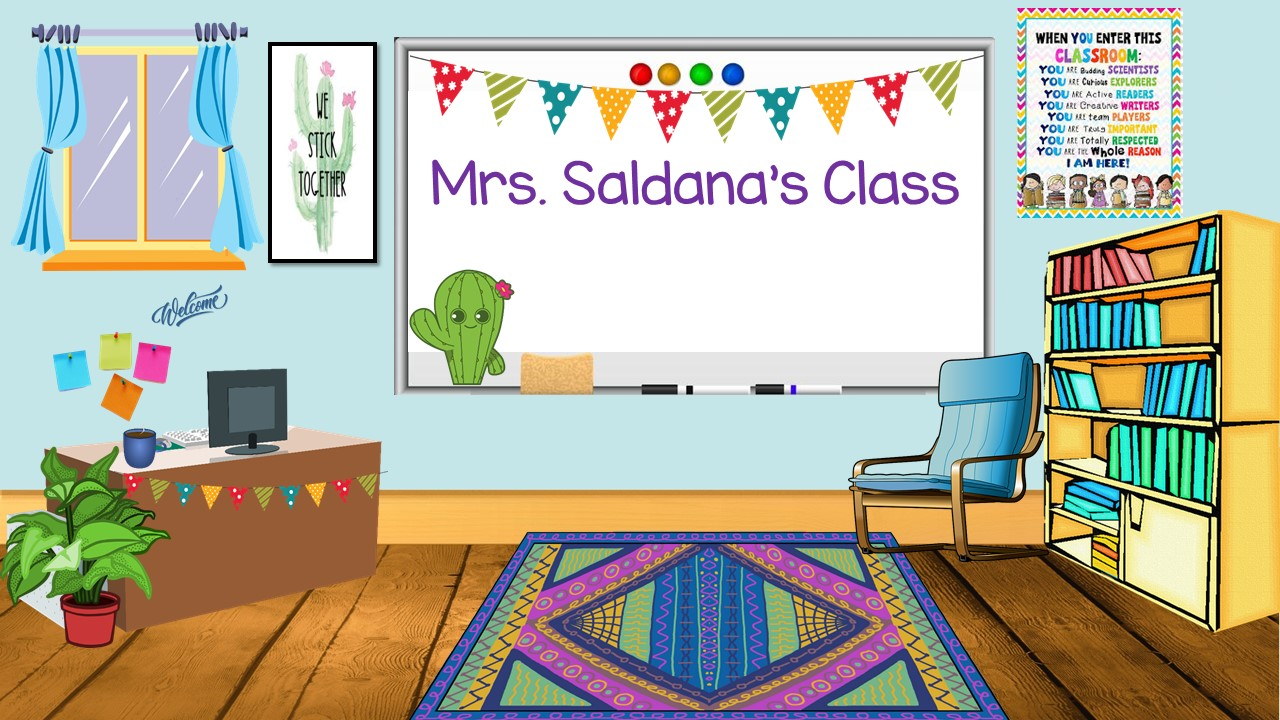 WE
STICK
TOGETHER
Mrs. Saldana's Class
WHEN YOU ENTER THIS
CLASSROOM:
YOU ARE Budding SCIENTISTS
YOU ARE Curious EXPLORERS
YOU ARE Active READERS
YOU ARE Creative WRITERS
YOU ARE team PLAYERS
YOU ARE Truly IMPORTANT
YOU ARE Totally RESPECTED
YOU ARE THE Whole REASON
I AM HERE!
Welcome